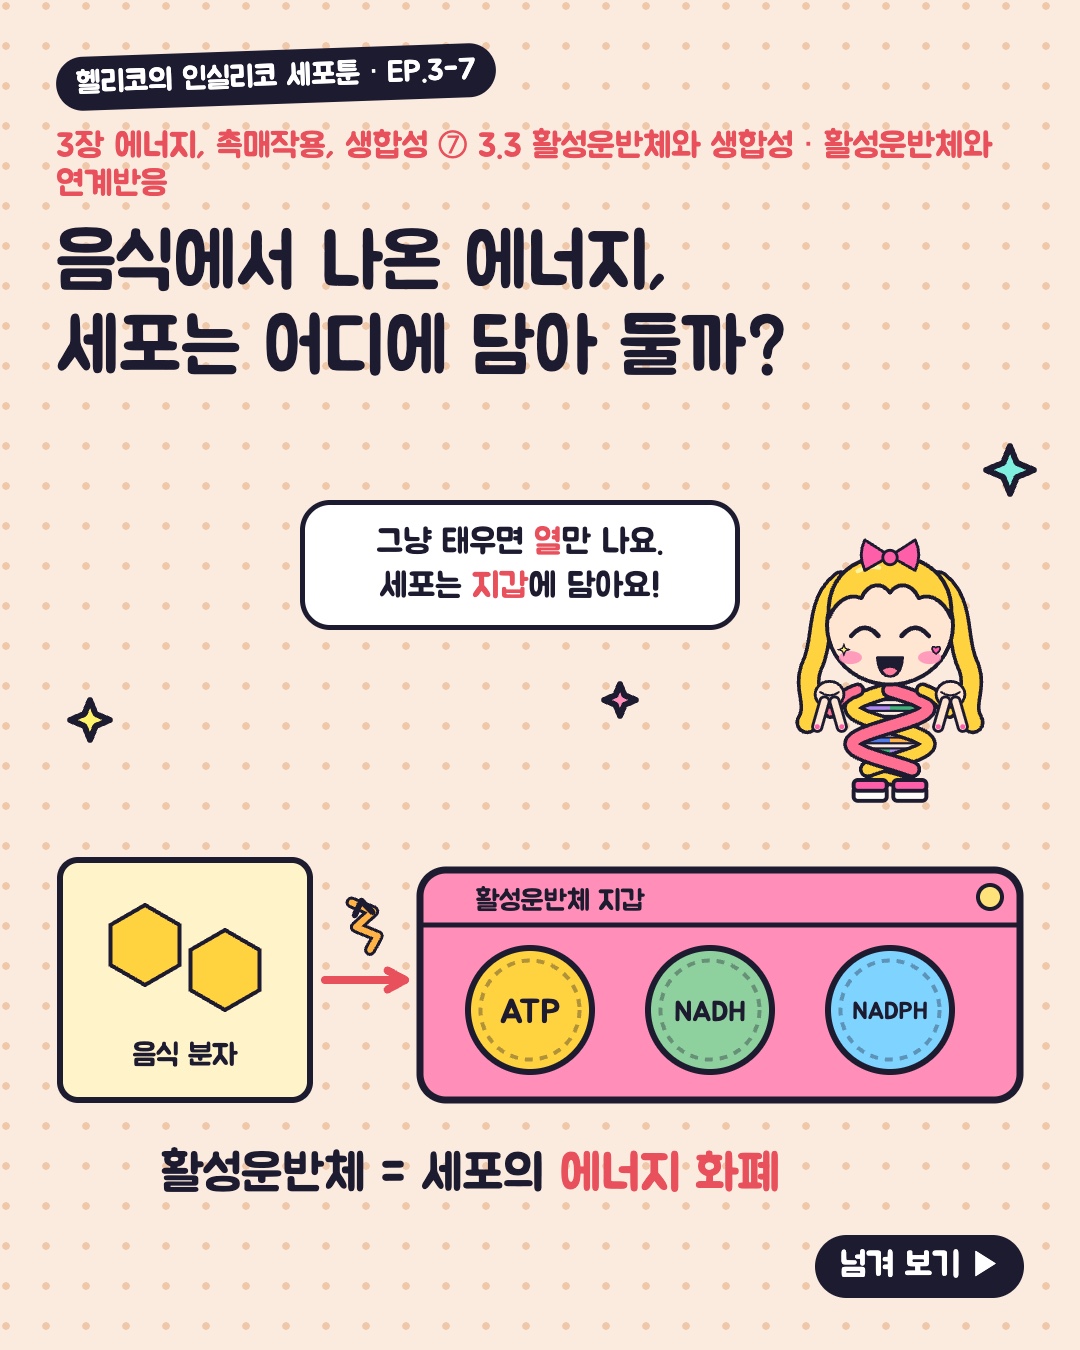 헬리코의 인실리코 세포툰 · EP.3-7
3장 에너지, 촉매작용, 생합성 ⑦ 3.3 활성운반체와 생합성 · 활성운반체와
연계반응
음식에서 나온 에너지,
세포는 어디에 담아 둘까?
그냥 태우면 열만 나요.
세포는 지갑에 담아요!
활성운반체 지갑
ATP
NADH
NADPH
음식 분자
활성운반체 = 세포의 에너지 화폐
넘겨 보기 ▶